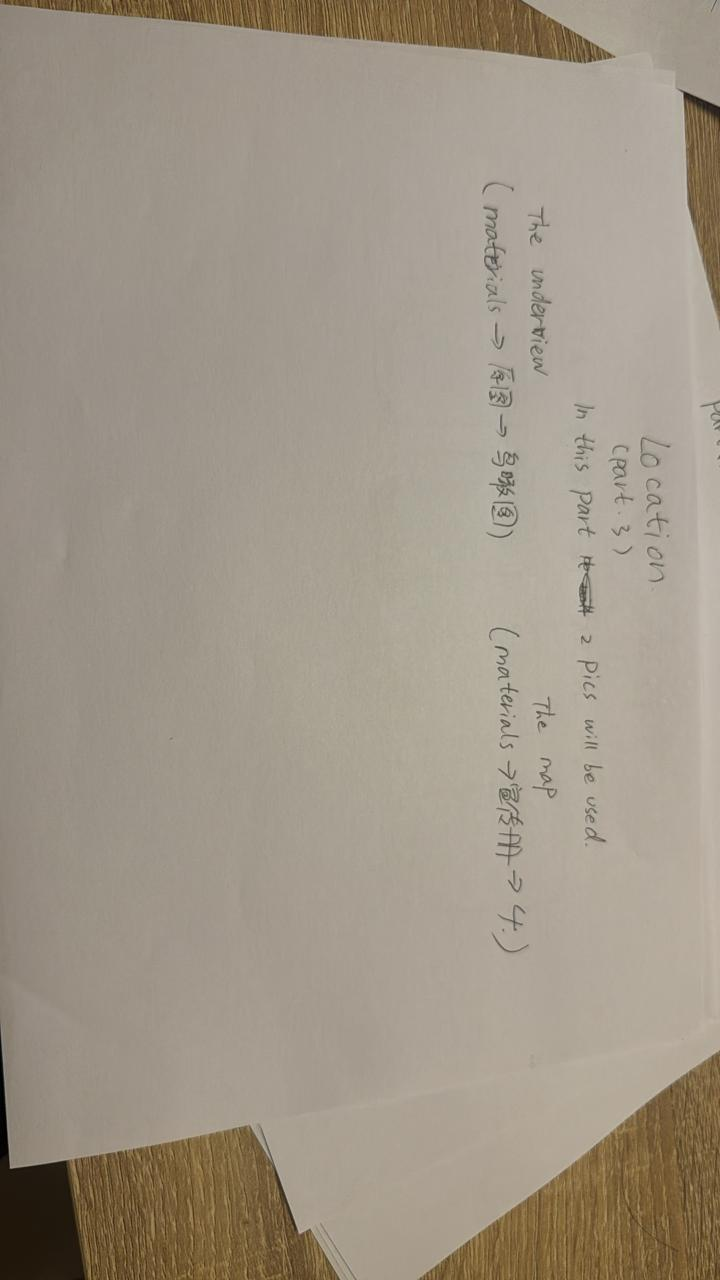 Location.
(part. 3)
In this part 2 pics will be used.
The underview
(materials → 原图 → 鸟瞰图)
The map
(materials → 宣传册 → 4.)